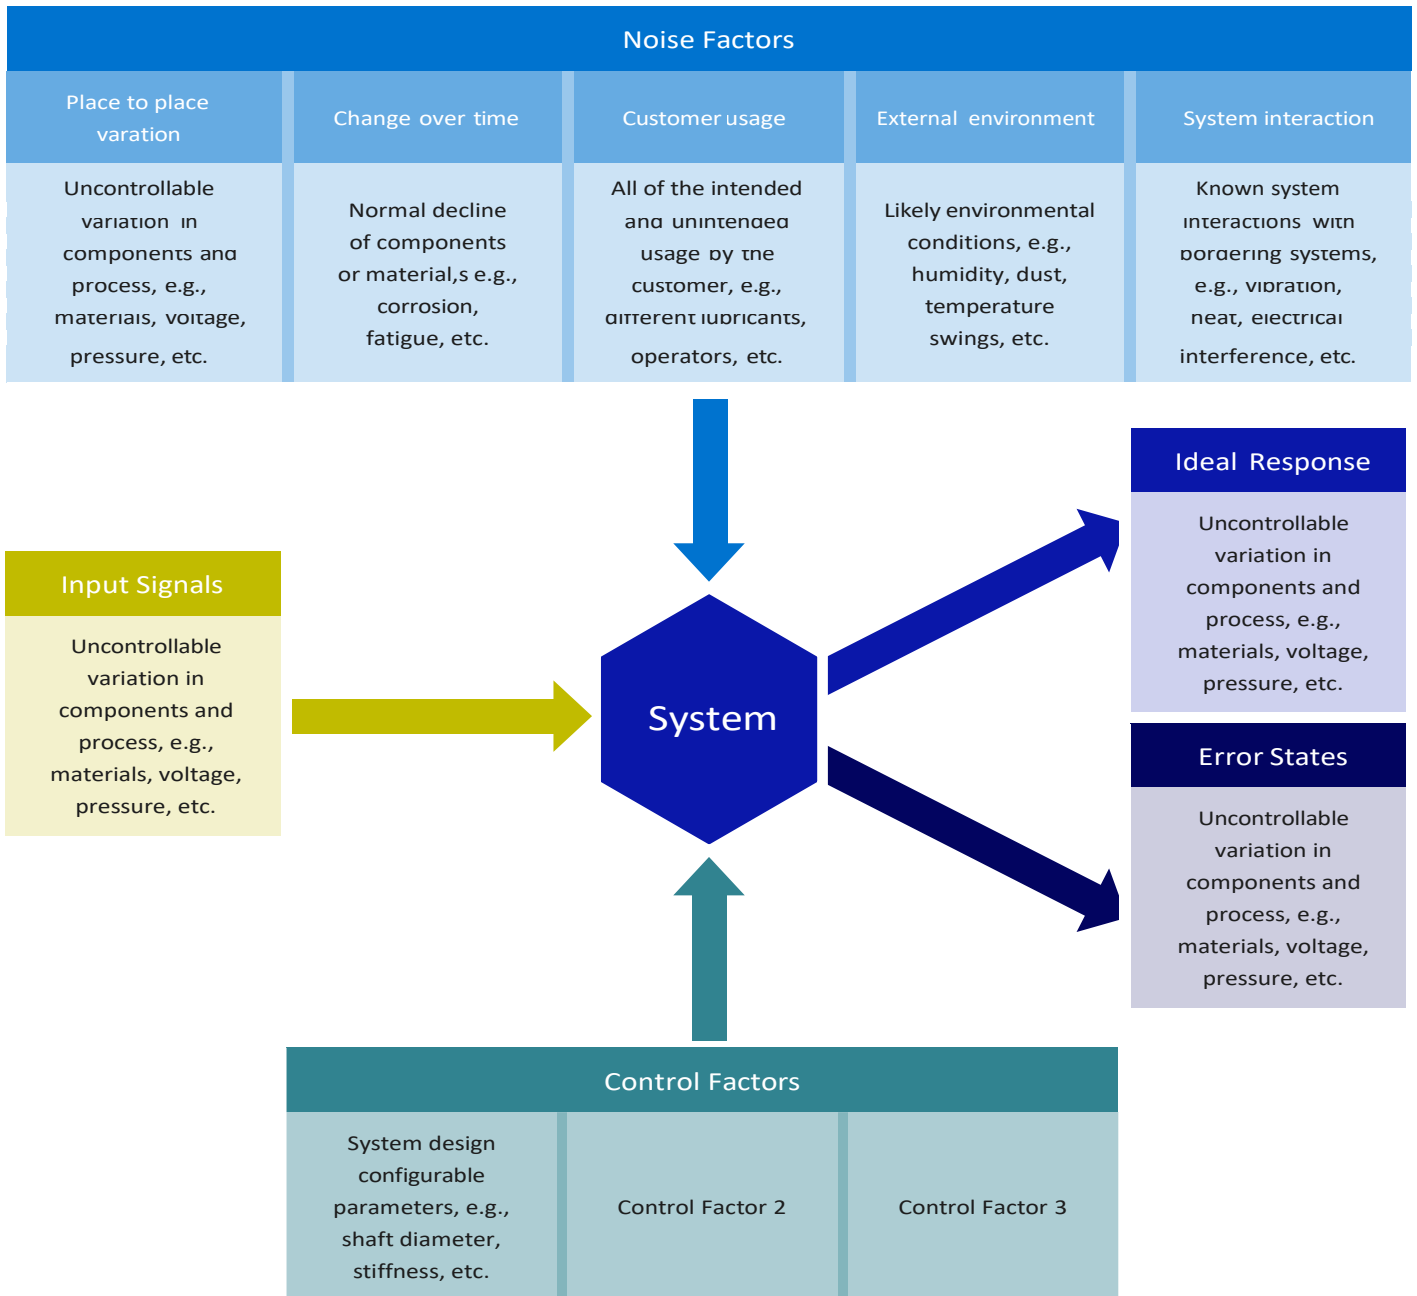 Noise Factors
Place to place
varation
Change over time
Customer usage
External environment
System interaction
Uncontrollable
variation in
components and
process, e.g.,
materials, voltage,
pressure, etc.
Normal decline
of components
or material,s e.g.,
corrosion,
fatigue, etc.
All of the intended
and unintended
usage by the
customer, e.g.,
different lubricants,
operators, etc.
Likely environmental
conditions, e.g.,
humidity, dust,
temperature
swings, etc.
Known system
interactions with
bordering systems,
e.g., vibration,
heat, electrical
interference, etc.
Input Signals
Uncontrollable
variation in
components and
process, e.g.,
materials, voltage,
pressure, etc.
System
Ideal Response
Uncontrollable
variation in
components and
process, e.g.,
materials, voltage,
pressure, etc.
Error States
Uncontrollable
variation in
components and
process, e.g.,
materials, voltage,
pressure, etc.
Control Factors
System design
configurable
parameters, e.g.,
shaft diameter,
stiffness, etc.
Control Factor 2
Control Factor 3